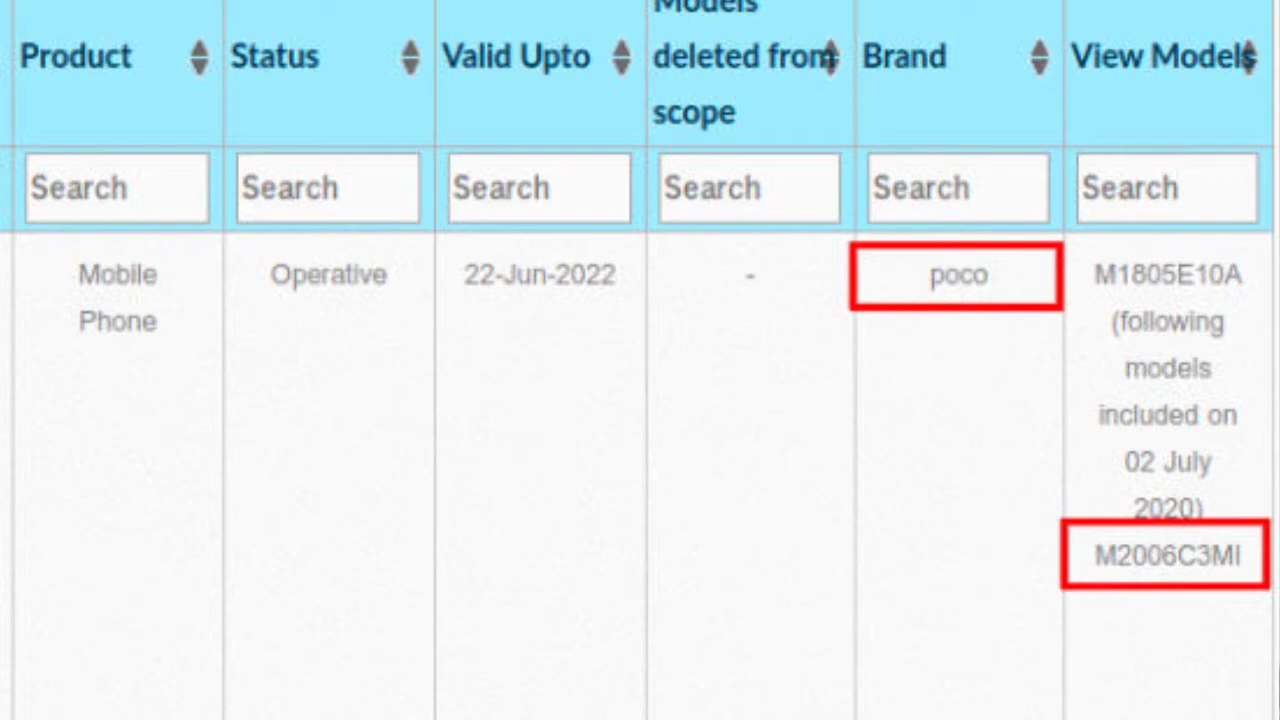 Models
Product
Status
Valid Upto
deleted from
Brand
View Models
scope
Search
Search
Search
Search
Search
Search
Mobile
Phone
Operative
22-Jun-2022
-
poco
M1805E10A
(following
models
included on
02 July
2020)
M2006C3MI